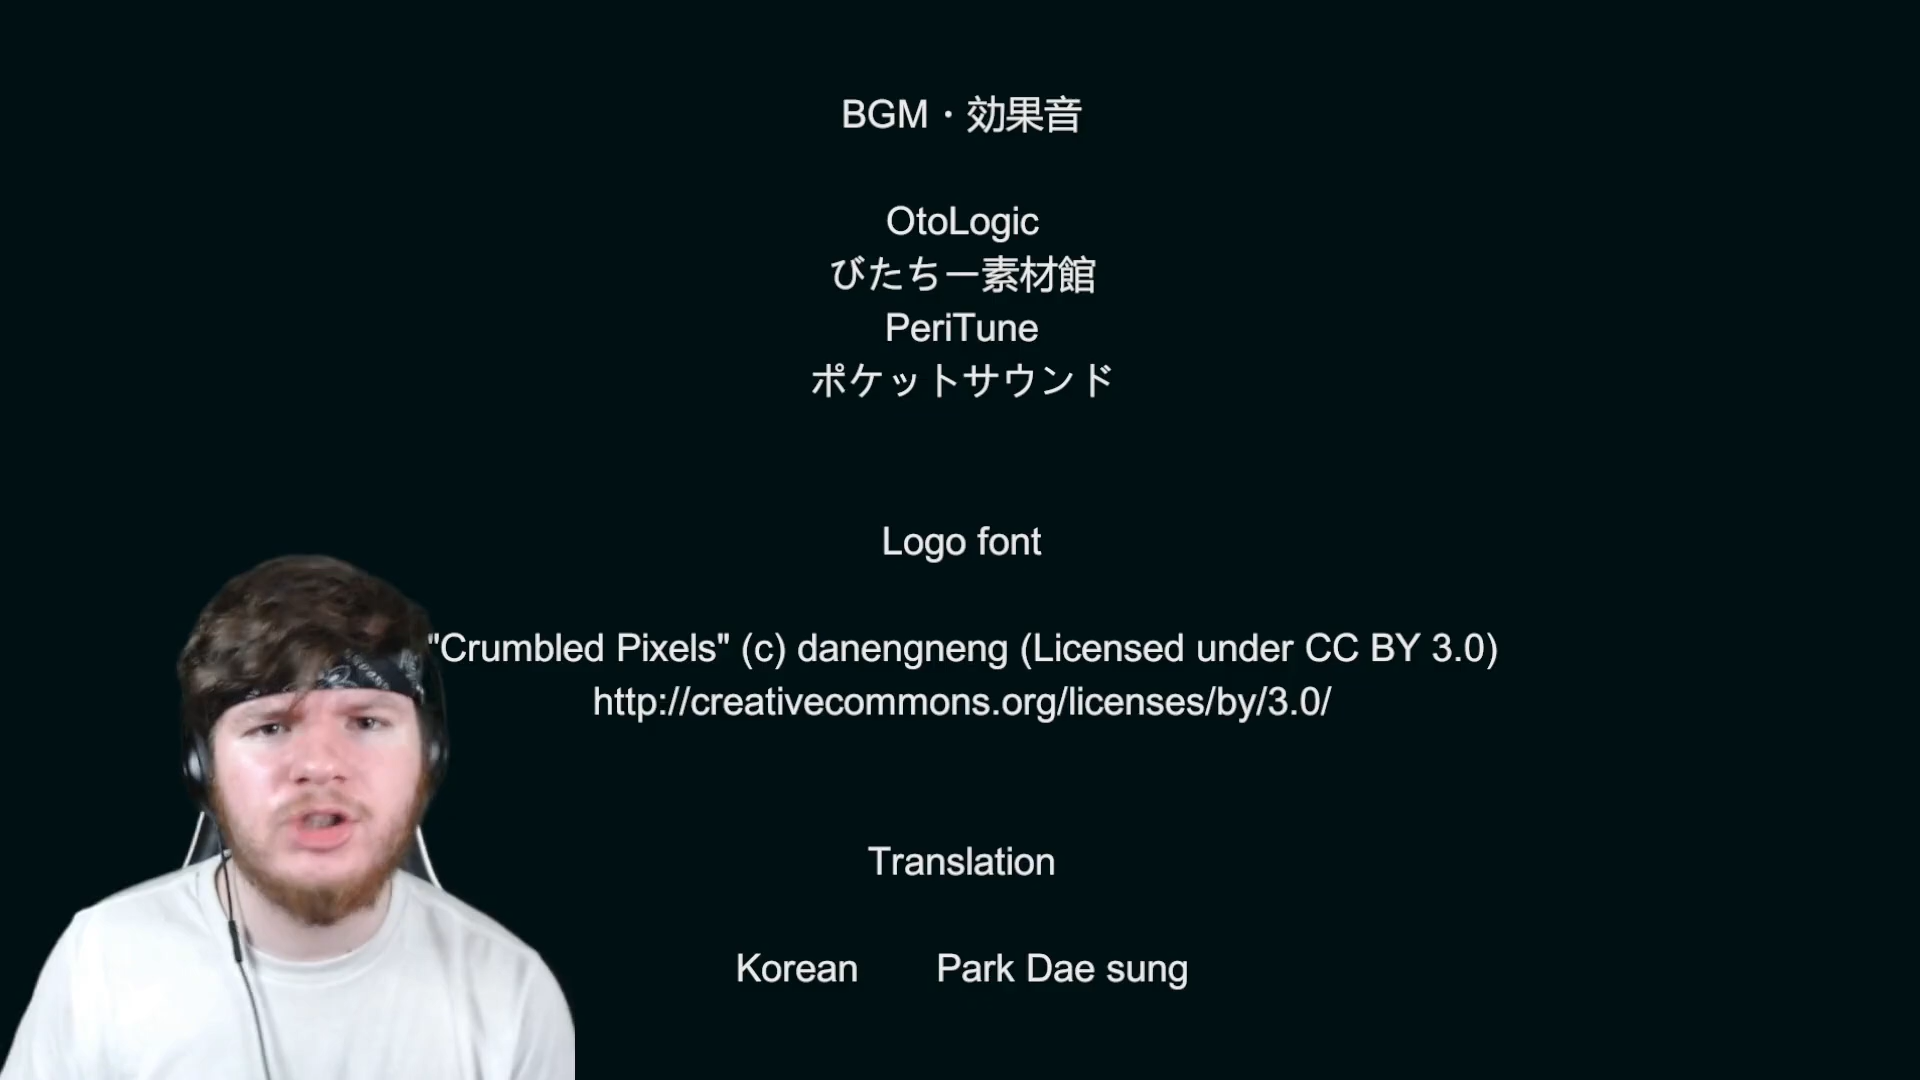 BGM・効果音
OtoLogic
びたちー素材館
PeriTune
ポケットサウンド
Logo font
"Crumbled Pixels" (c) danengneng (Licensed under CC BY 3.0)
http://creativecommons.org/licenses/by/3.0/
Translation
Korean Park Dae sung